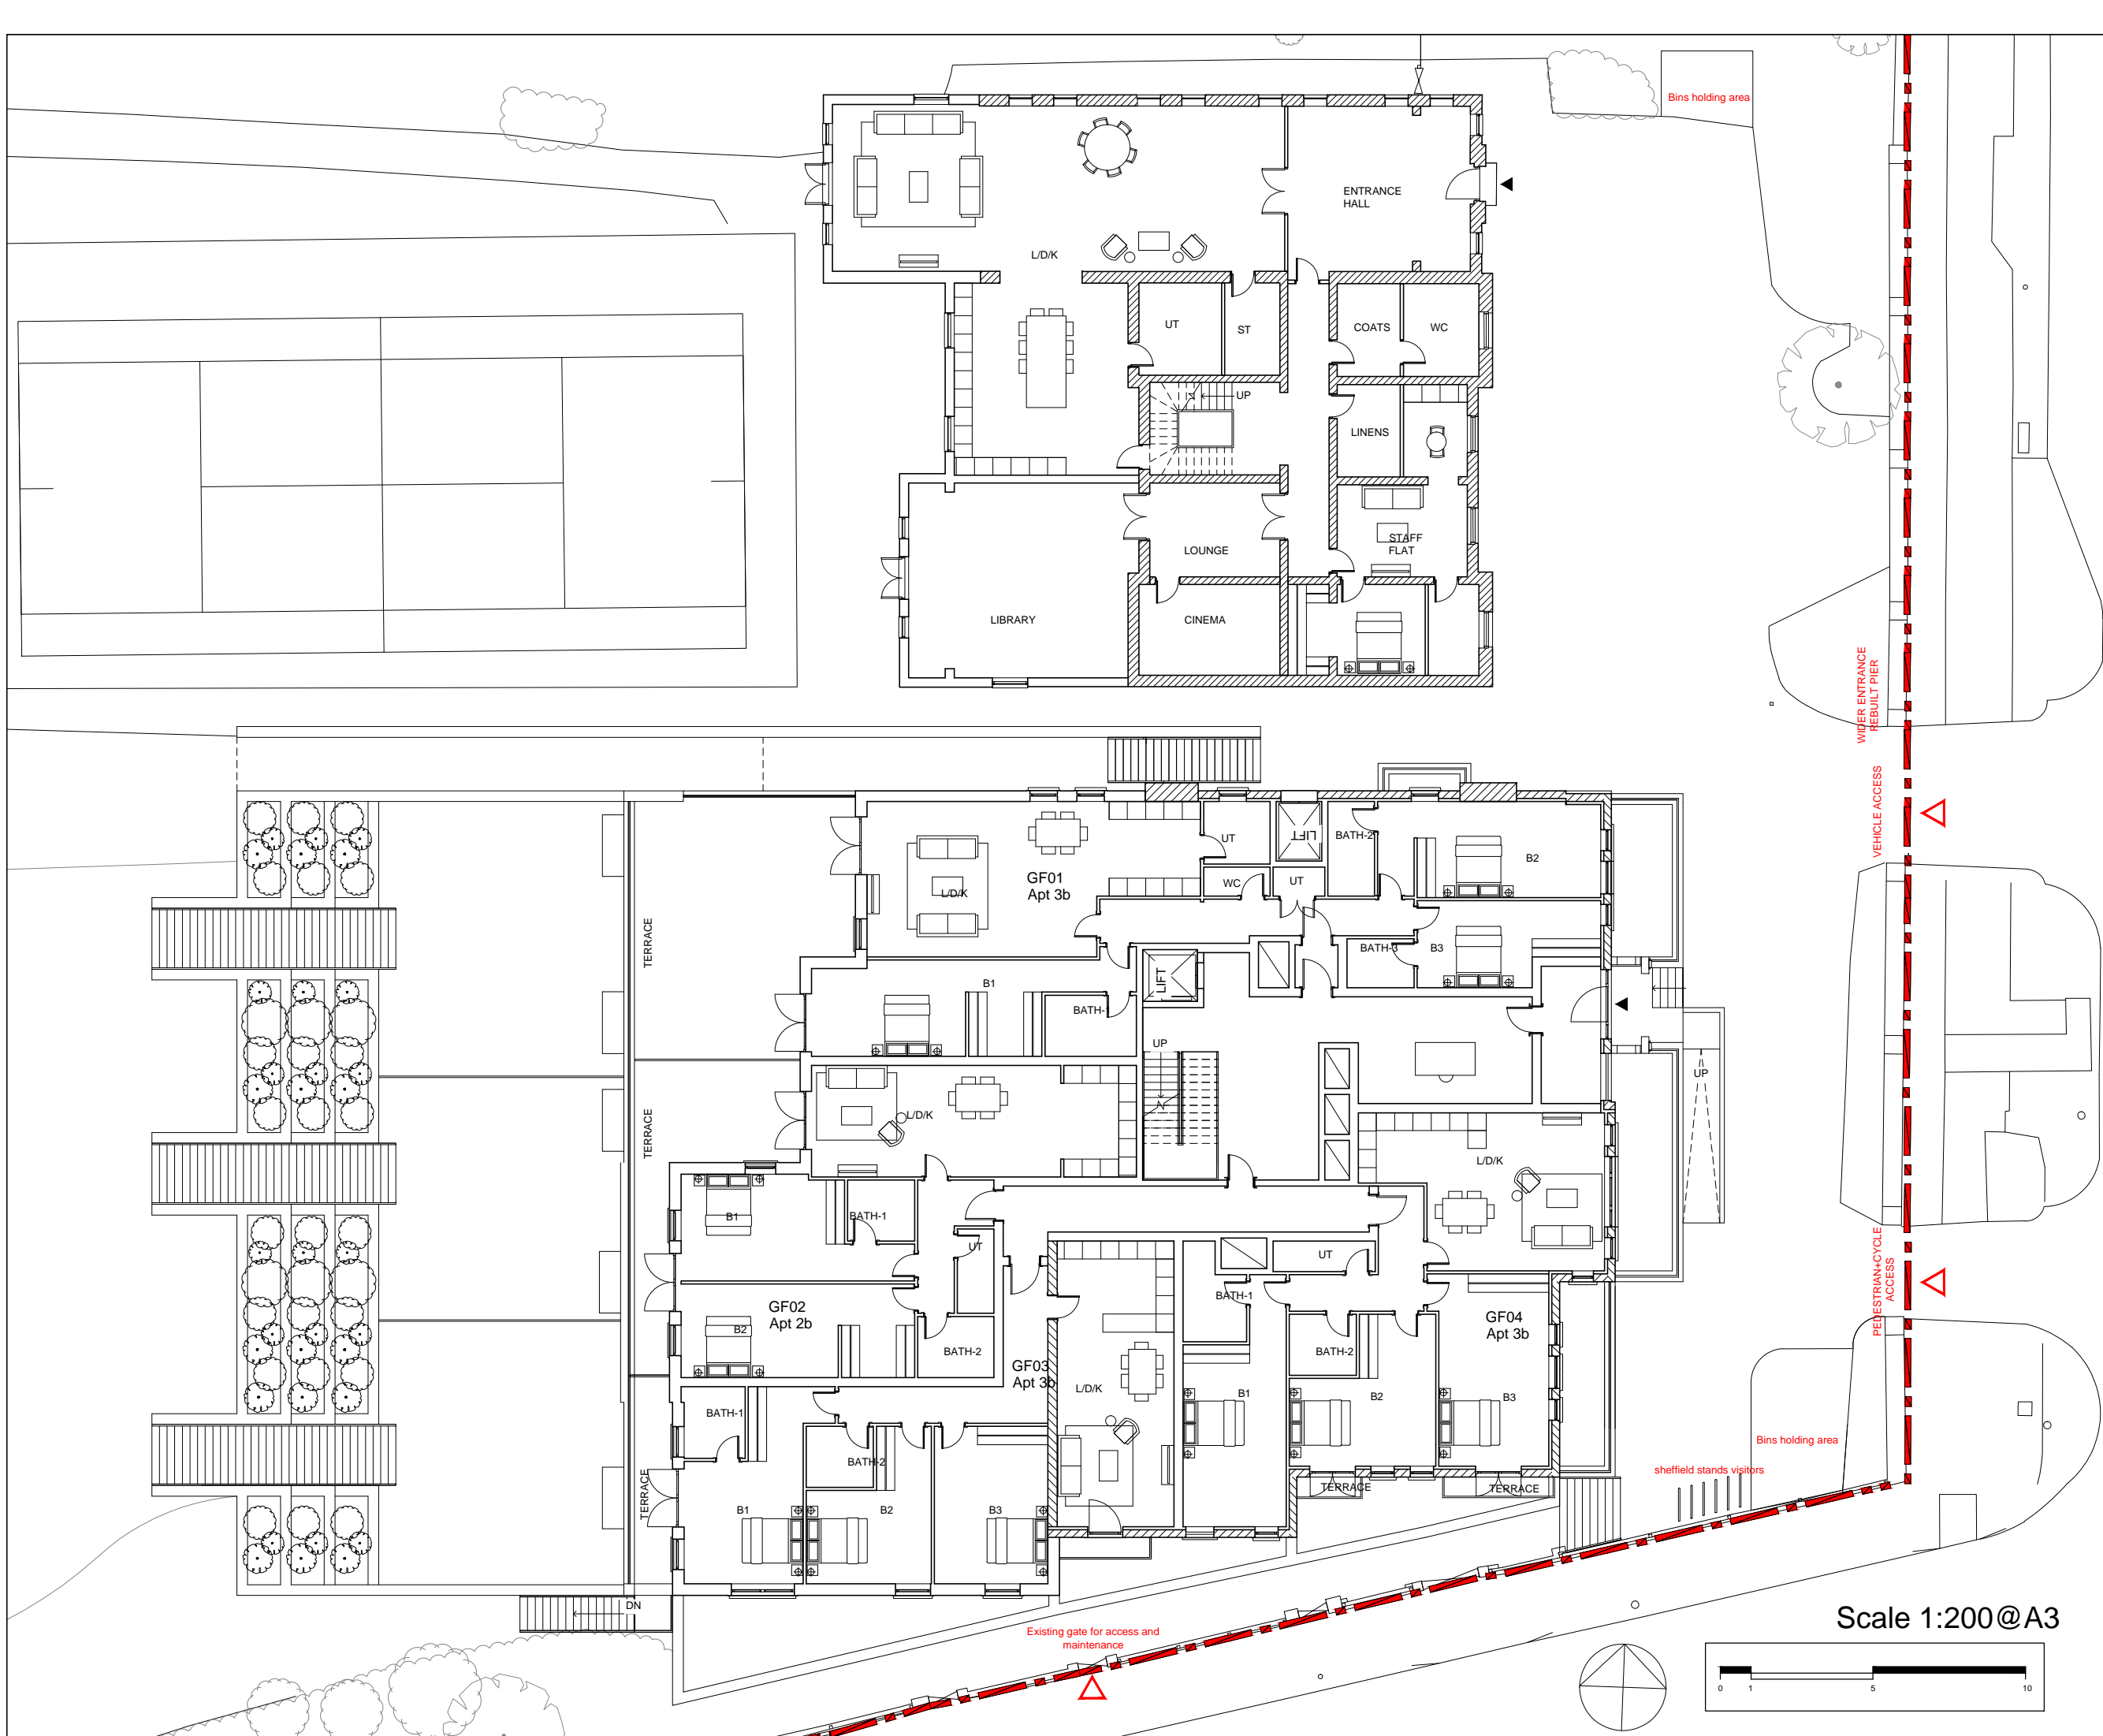 Bins holding area
ENTRANCE
HALL
L/D/K
UT
ST
COATS
WC
UP
LINENS
STAFF
FLAT
LOUNGE
LIBRARY
CINEMA
WIDER ENTRANCE
REBUILT PIER
VEHICLE ACCESS
PEDESTRIAN+CYCLE
ACCESS
TERRACE
GF01
Apt 3b
L/D/K
UT
LIFT
BATH-2
B2
WC
UT
BATH-3
B3
B1
BATH-
LIFT
UP
UP
TERRACE
L/D/K
L/D/K
B1
BATH-1
UT
GF02
Apt 2b
B2
BATH-2
GF03
Apt 3b
L/D/K
UT
BATH-1
BATH-2
GF04
Apt 3b
B1
B2
B3
TERRACE
TERRACE
TERRACE
BATH-1
BATH-2
B1
B2
B3
DN
Bins holding area
sheffield stands visitors
Existing gate for access and
maintenance
Scale 1:200@A3
0 1 5 10